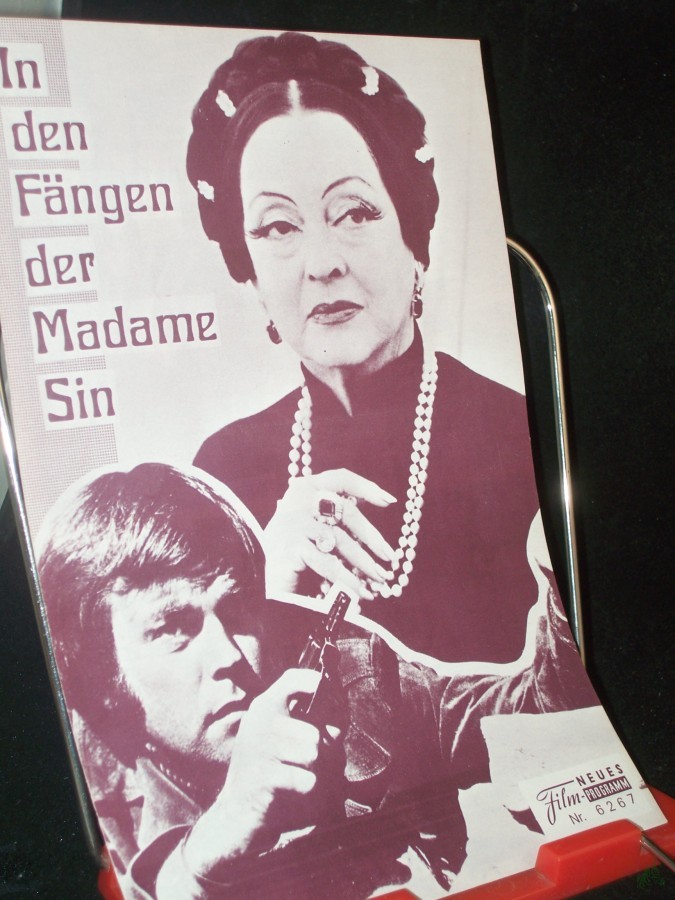 In
den
Fängen
der
Madame
Sin
NEUES
Film-PROGRAMM
Nr. 6267